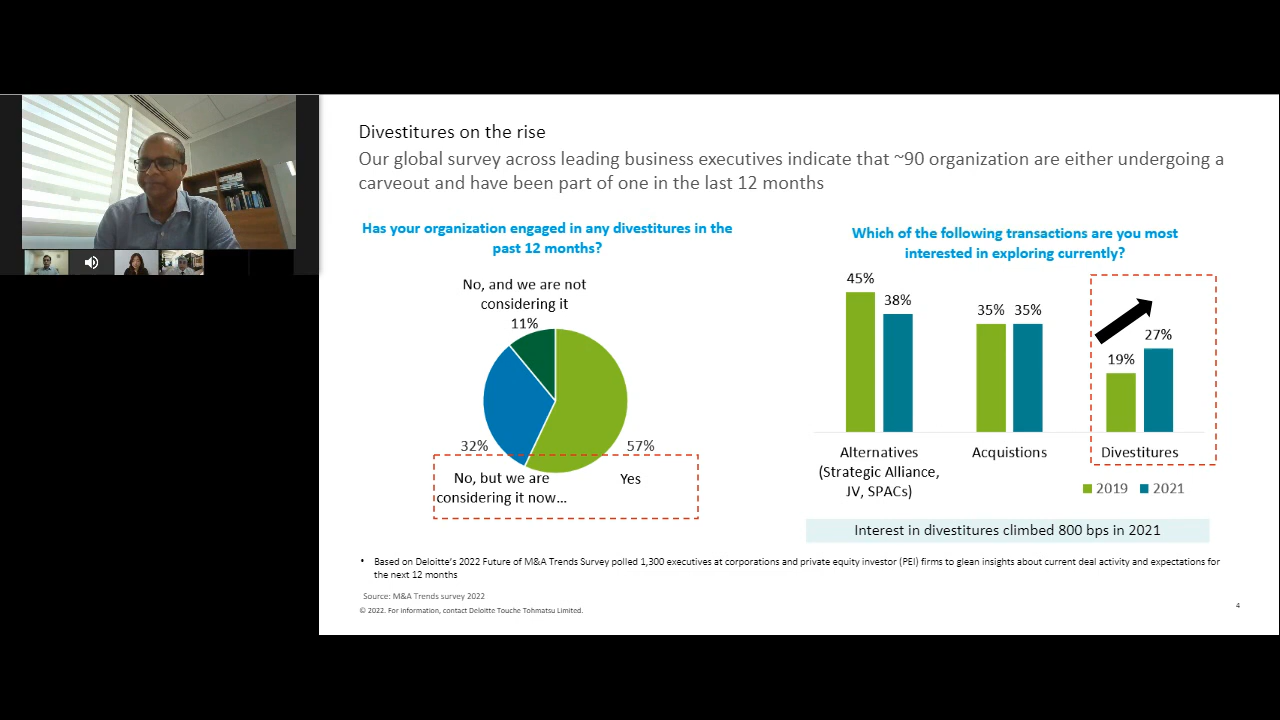 Divestitures on the rise
Our global survey across leading business executives indicate that ~90 organization are either undergoing a
carveout and have been part of one in the last 12 months
Has your organization engaged in any divestitures in the
past 12 months?
No, and we are not
considering it
11%
32%
57%
No, but we are
considering it now...
Yes
Which of the following transactions are you most
interested in exploring currently?
45%
38%
35%
35%
19%
27%
Alternatives
(Strategic Alliance,
JV, SPACs)
Acquistions
Divestitures
2019
2021
Interest in divestitures climbed 800 bps in 2021
• Based on Deloitte's 2022 Future of M&A Trends Survey polled 1,300 executives at corporations and private equity investor (PEI) firms to glean insights about current deal activity and expectations for
the next 12 months
Source: M&A Trends survey 2022
© 2022. For information, contact Deloitte Touche Tohmatsu Limited.
4